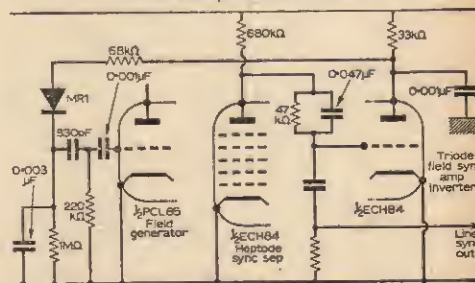 680kΩ
33kΩ
68kΩ
0·001μF
0·047μF
MR1
47
kΩ
0·001μF
330pF
0·003
μF
220
kΩ
½PCL85
Field
generator
½ECH84
Heptode
sync sep
½ECH84
Triode
field sync
amp
inverter
1MΩ
Line
sync
out